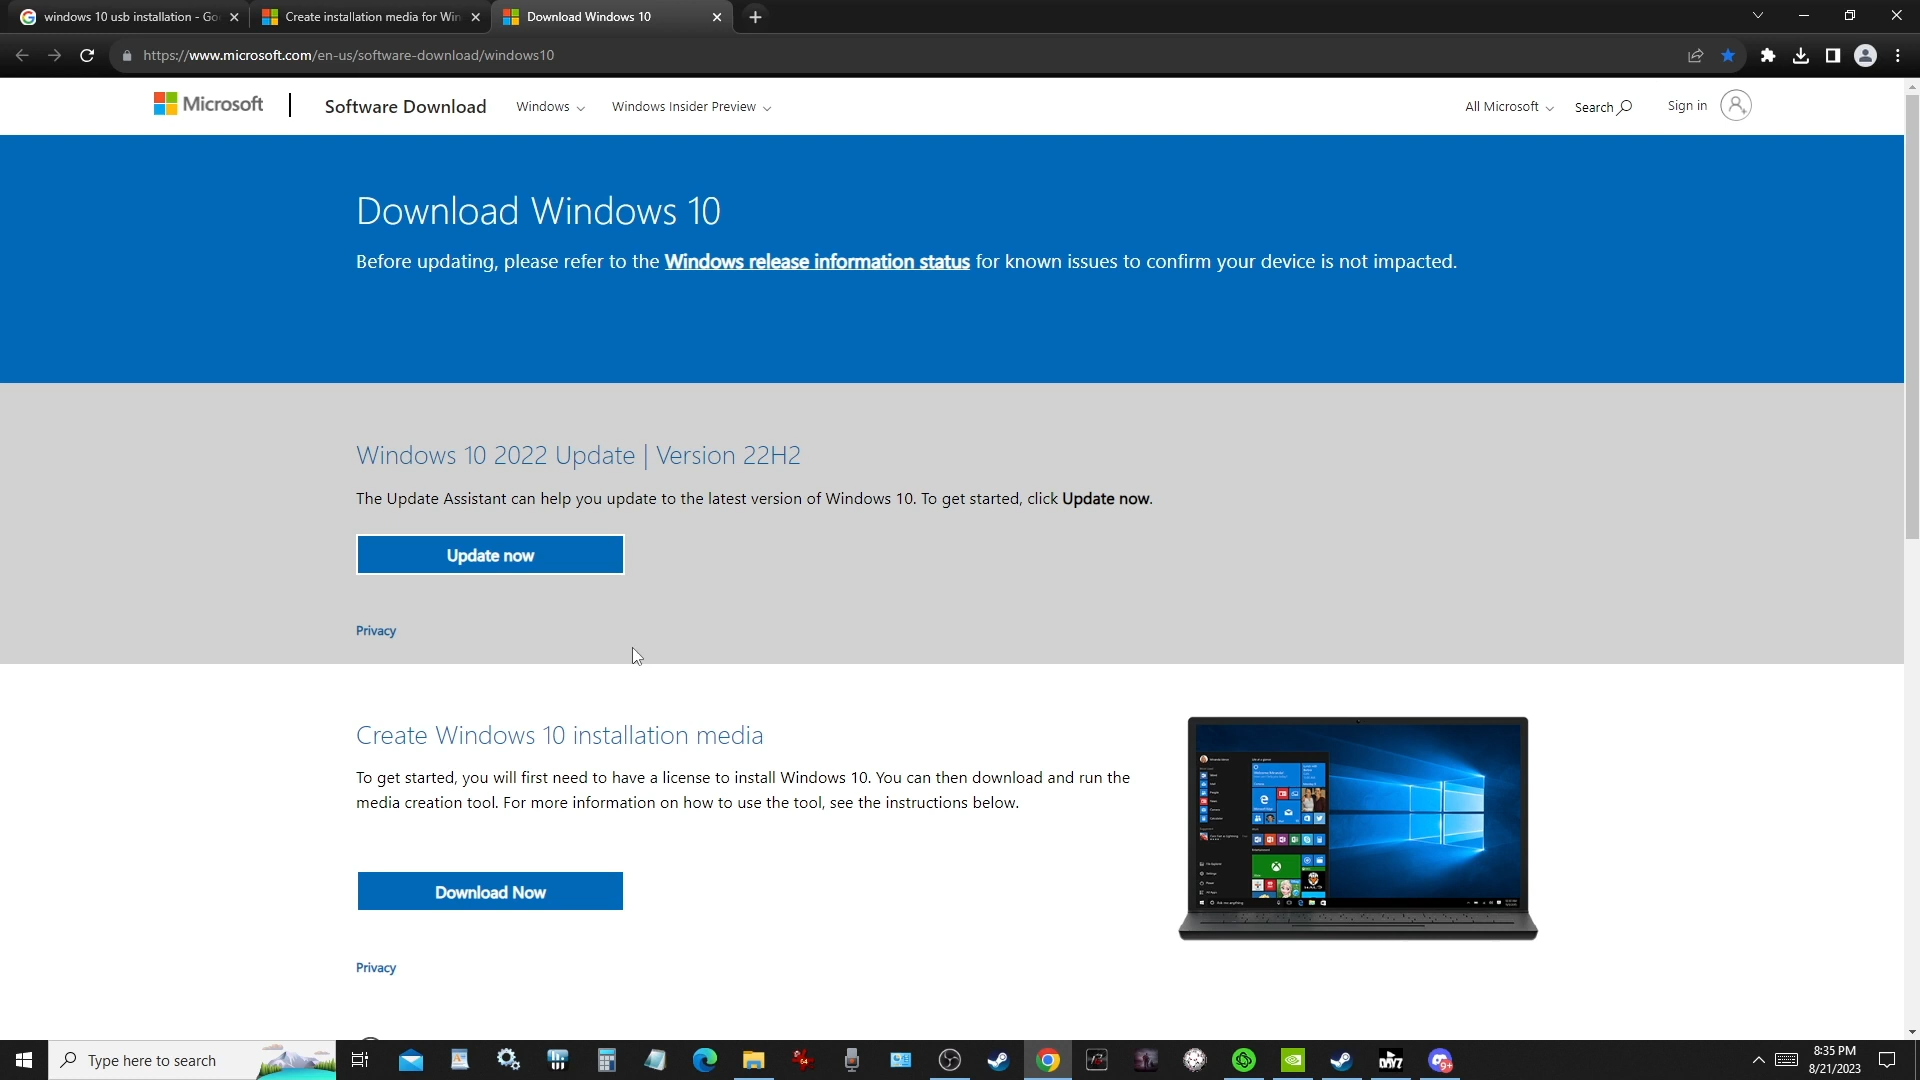 windows 10 usb installation - Go
Create installation media for Win
Download Windows 10
https://www.microsoft.com/en-us/software-download/windows10
Microsoft
Software Download
Windows
Windows Insider Preview
All Microsoft
Search
Sign in
Download Windows 10
Before updating, please refer to the Windows release information status for known issues to confirm your device is not impacted.
Windows 10 2022 Update | Version 22H2
The Update Assistant can help you update to the latest version of Windows 10. To get started, click Update now.
Update now
Privacy
Create Windows 10 installation media
To get started, you will first need to have a license to install Windows 10. You can then download and run the
media creation tool. For more information on how to use the tool, see the instructions below.
Download Now
Privacy
Type here to search
DAYZ
9+
8:35 PM
8/21/2023